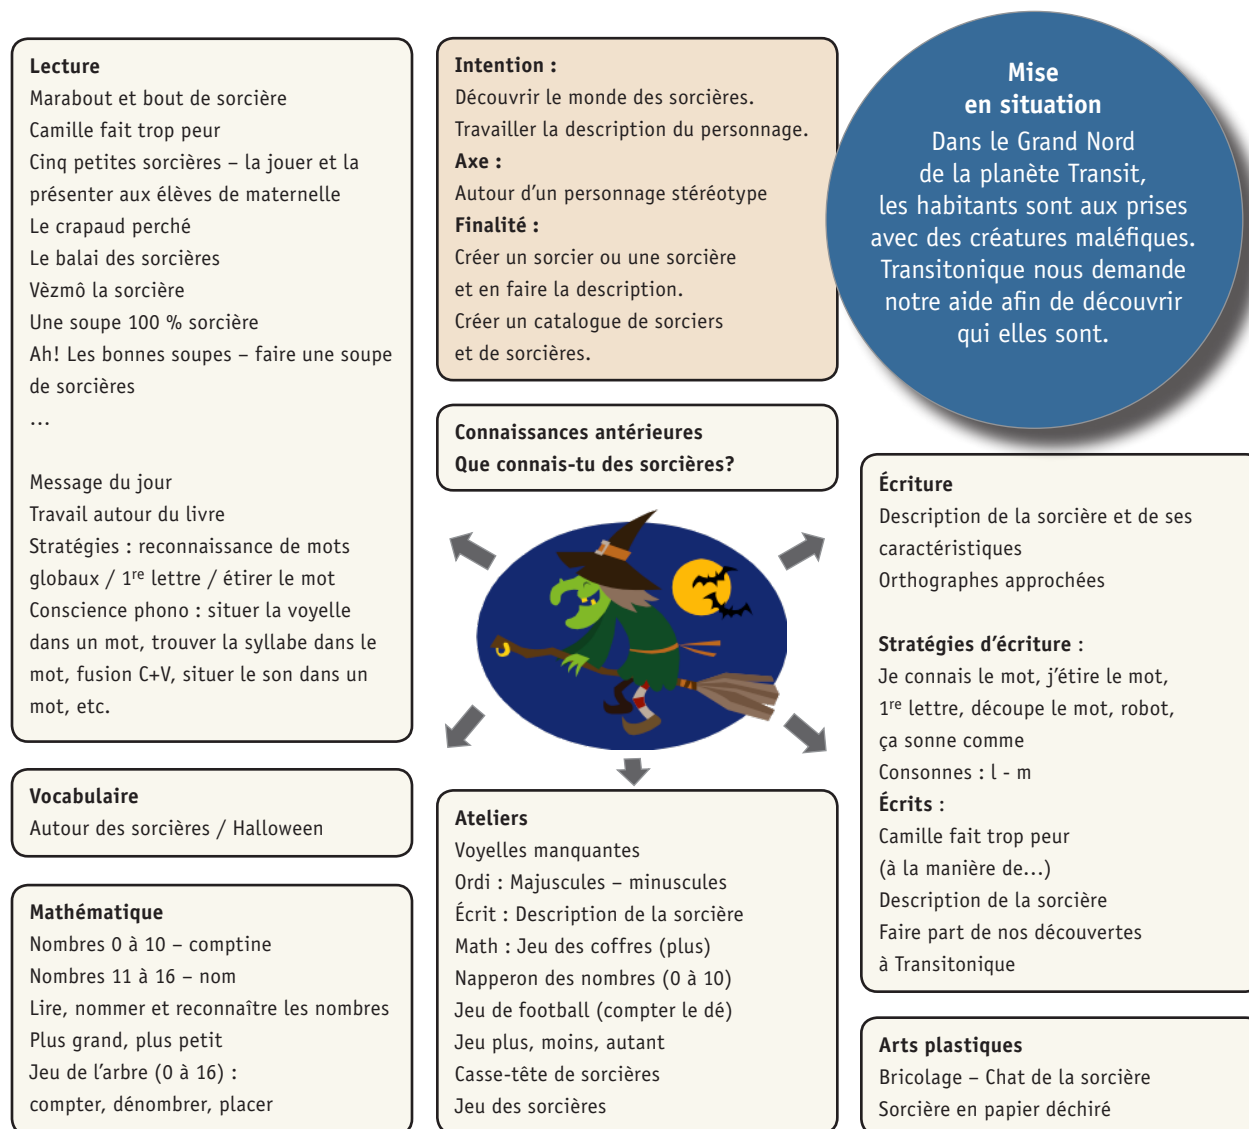 Lecture
Marabout et bout de sorcière
Camille fait trop peur
Cinq petites sorcières – la jouer et la
présenter aux élèves de maternelle
Le crapaud perché
Le balai des sorcières
Vèzmô la sorcière
Une soupe 100 % sorcière
Ah! Les bonnes soupes – faire une soupe
de sorcières
…
Message du jour
Travail autour du livre
Stratégies : reconnaissance de mots
globaux / 1re lettre / étirer le mot
Conscience phono : situer la voyelle
dans un mot, trouver la syllabe dans le
mot, fusion C+V, situer le son dans un
mot, etc.
Vocabulaire
Autour des sorcières / Halloween
Mathématique
Nombres 0 à 10 – comptine
Nombres 11 à 16 – nom
Lire, nommer et reconnaître les nombres
Plus grand, plus petit
Jeu de l'arbre (0 à 16) :
compter, dénombrer, placer
Intention :
Découvrir le monde des sorcières.
Travailler la description du personnage.
Axe :
Autour d'un personnage stéréotype
Finalité :
Créer un sorcier ou une sorcière
et en faire la description.
Créer un catalogue de sorciers
et de sorcières.
Connaissances antérieures
Que connais-tu des sorcières?
Ateliers
Voyelles manquantes
Ordi : Majuscules – minuscules
Écrit : Description de la sorcière
Math : Jeu des coffres (plus)
Napperon des nombres (0 à 10)
Jeu de football (compter le dé)
Jeu plus, moins, autant
Casse-tête de sorcières
Jeu des sorcières
Mise
en situation
Dans le Grand Nord
de la planète Transit,
les habitants sont aux prises
avec des créatures maléfiques.
Transitonique nous demande
notre aide afin de découvrir
qui elles sont.
Écriture
Description de la sorcière et de ses
caractéristiques
Orthographes approchées
Stratégies d'écriture :
Je connais le mot, j'étire le mot,
1re lettre, découpe le mot, robot,
ça sonne comme
Consonnes : l - m
Écrits :
Camille fait trop peur
(à la manière de…)
Description de la sorcière
Faire part de nos découvertes
à Transitonique
Arts plastiques
Bricolage – Chat de la sorcière
Sorcière en papier déchiré